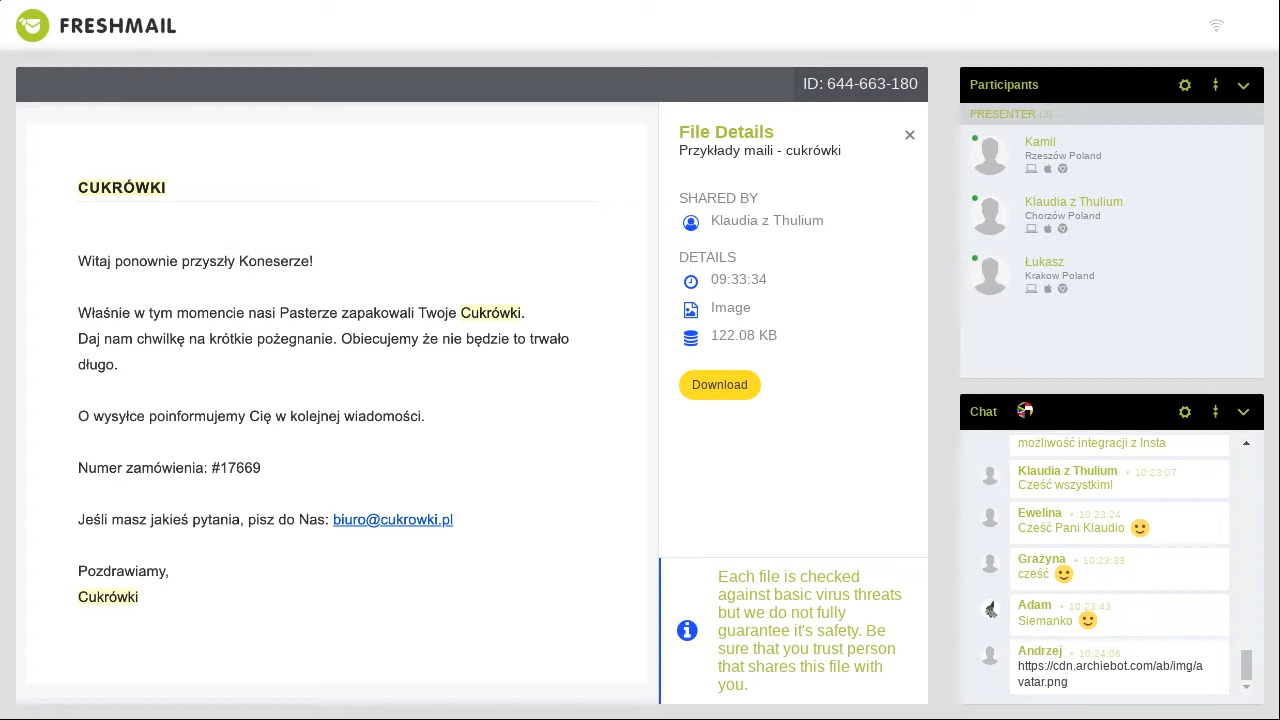 FRESHMAIL
ID: 644-663-180
CUKRÓWKI
Witaj ponownie przyszły Koneserze!
Właśnie w tym momencie nasi Pasterze zapakowali Twoje Cukrówki.
Daj nam chwilkę na krótkie pożegnanie. Obiecujemy że nie będzie to trwało
długo.
O wysyłce poinformujemy Cię w kolejnej wiadomości.
Numer zamówienia: #17669
Jeśli masz jakieś pytania, pisz do Nas: biuro@cukrowki.pl
Pozdrawiamy,
Cukrówki
File Details
Przykłady maili - cukrówki
SHARED BY
Klaudia z Thulium
DETAILS
09:33:34
Image
122.08 KB
Download
Each file is checked
against basic virus threats
but we do not fully
guarantee it's safety. Be
sure that you trust person
that shares this file with
you.
Participants
PRESENTER (3)
Kamil
Rzeszów Poland
Klaudia z Thulium
Chorzów Poland
Łukasz
Krakow Poland
Chat
możliwość integracji z Insta
Klaudia z Thulium • 10:23:07
Cześć wszystkim!
Ewelina • 10:23:24
Cześć Pani Klaudio 🙂
Grażyna • 10:23:33
cześć 🙂
Adam • 10:23:43
Siemanko 🙂
Andrzej • 10:24:06
https://cdn.archiebot.com/ab/img/a
vatar.png